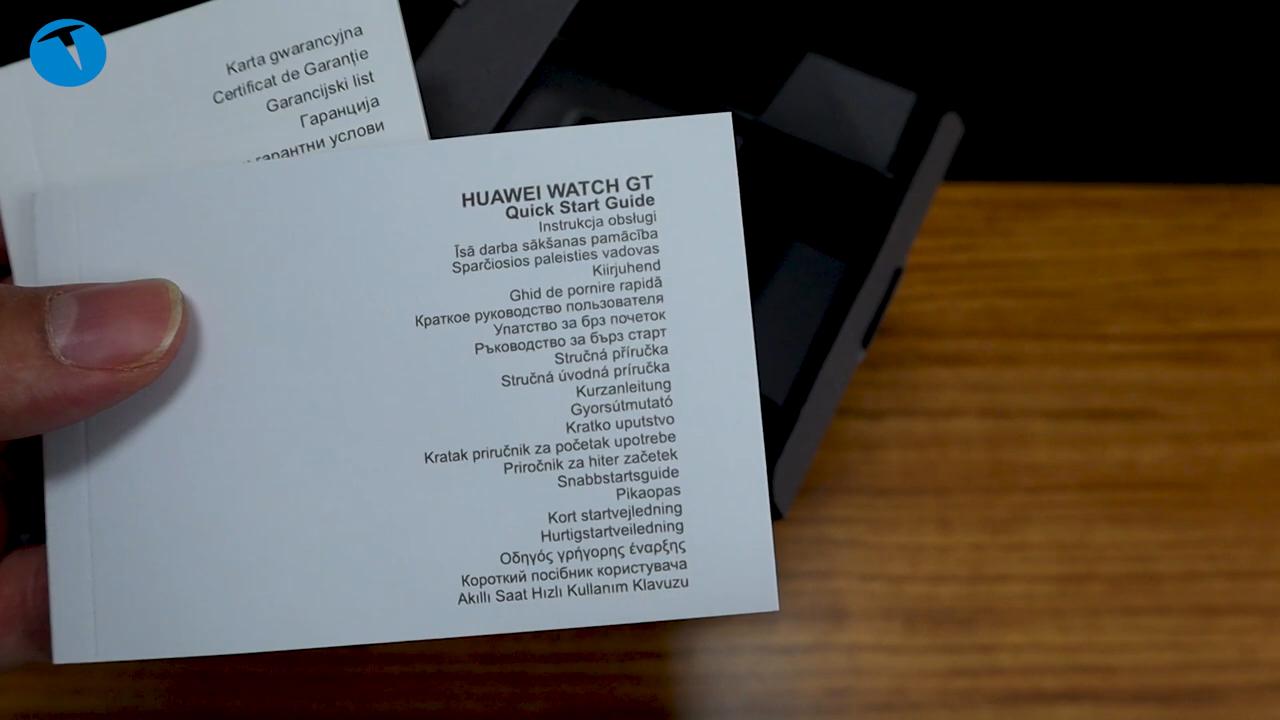 Karta gwarancyjna
Certificat de Garanție
Garancijski list
Гаранција
гарантни услови
HUAWEI WATCH GT
Quick Start Guide
Instrukcja obsługi
Īsā darba sākšanas pamācība
Sparčiosios paleisties vadovas
Kiirjuhend
Ghid de pornire rapidă
Краткое руководство пользователя
Упатство за брз почеток
Ръководство за бърз старт
Stručná příručka
Stručná úvodná príručka
Kurzanleitung
Gyorsútmutató
Kratko uputstvo
Kratak priručnik za početak upotrebe
Priročnik za hiter začetek
Snabbstartsguide
Pikaopas
Kort startvejledning
Hurtigstartveiledning
Οδηγός γρήγορης έναρξης
Короткий посібник користувача
Akıllı Saat Hızlı Kullanım Klavuzu